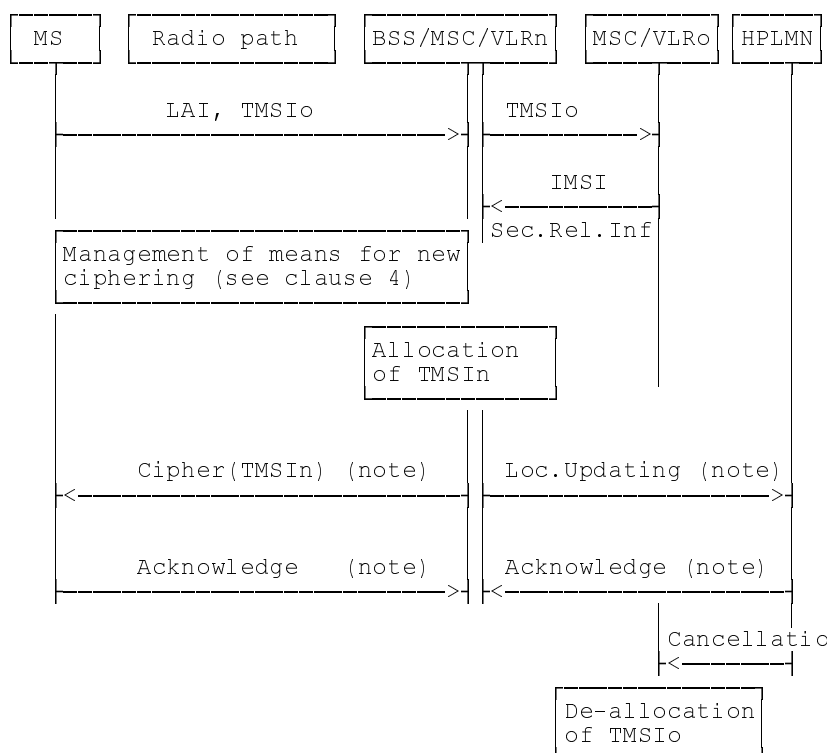 MS Radio path BSS/MSC/VLRn MSC/VLRo HPLMN
LAI, TMSIo TMSIo
IMSI
Sec.Rel.Inf
Management of means for new
ciphering (see clause 4)
Allocation
of TMSIn
Cipher(TMSIn) (note) Loc.Updating (note)
Acknowledge (note) Acknowledge (note)
Cancellatio
De-allocation
of TMSIo